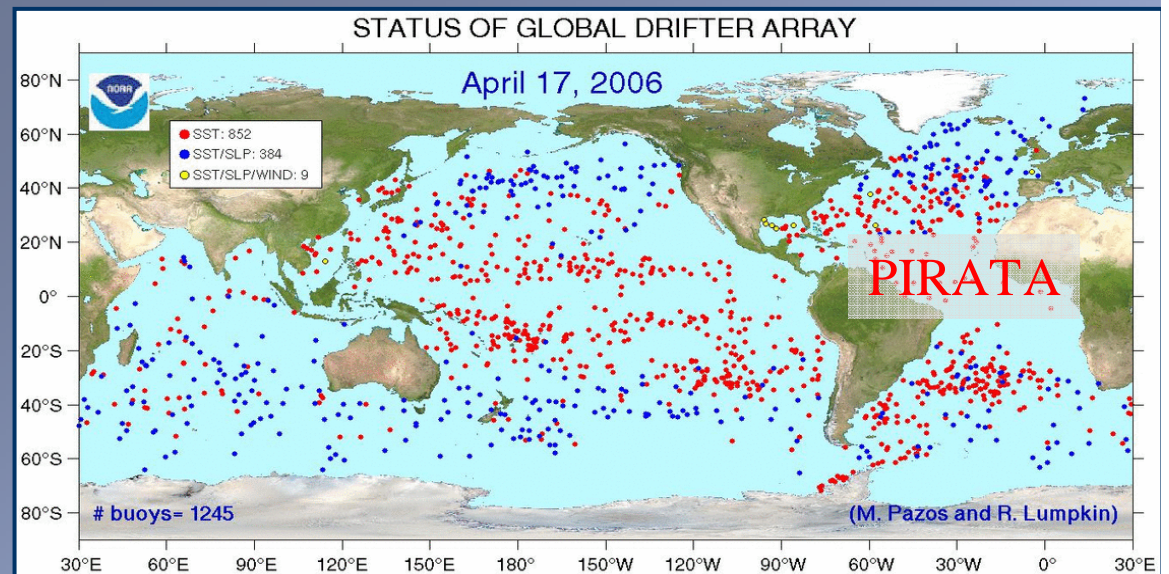 STATUS OF GLOBAL DRIFTER ARRAY
April 17, 2006
NOAA
SST: 852
SST/SLP: 384
SST/SLP/WIND: 9
PIRATA
80°N
60°N
40°N
20°N
0°
20°S
40°S
60°S
80°S
# buoys= 1245
(M. Pazos and R. Lumpkin)
30°E 60°E 90°E 120°E 150°E 180°E 150°W 120°W 90°W 60°W 30°W 0° 30°E